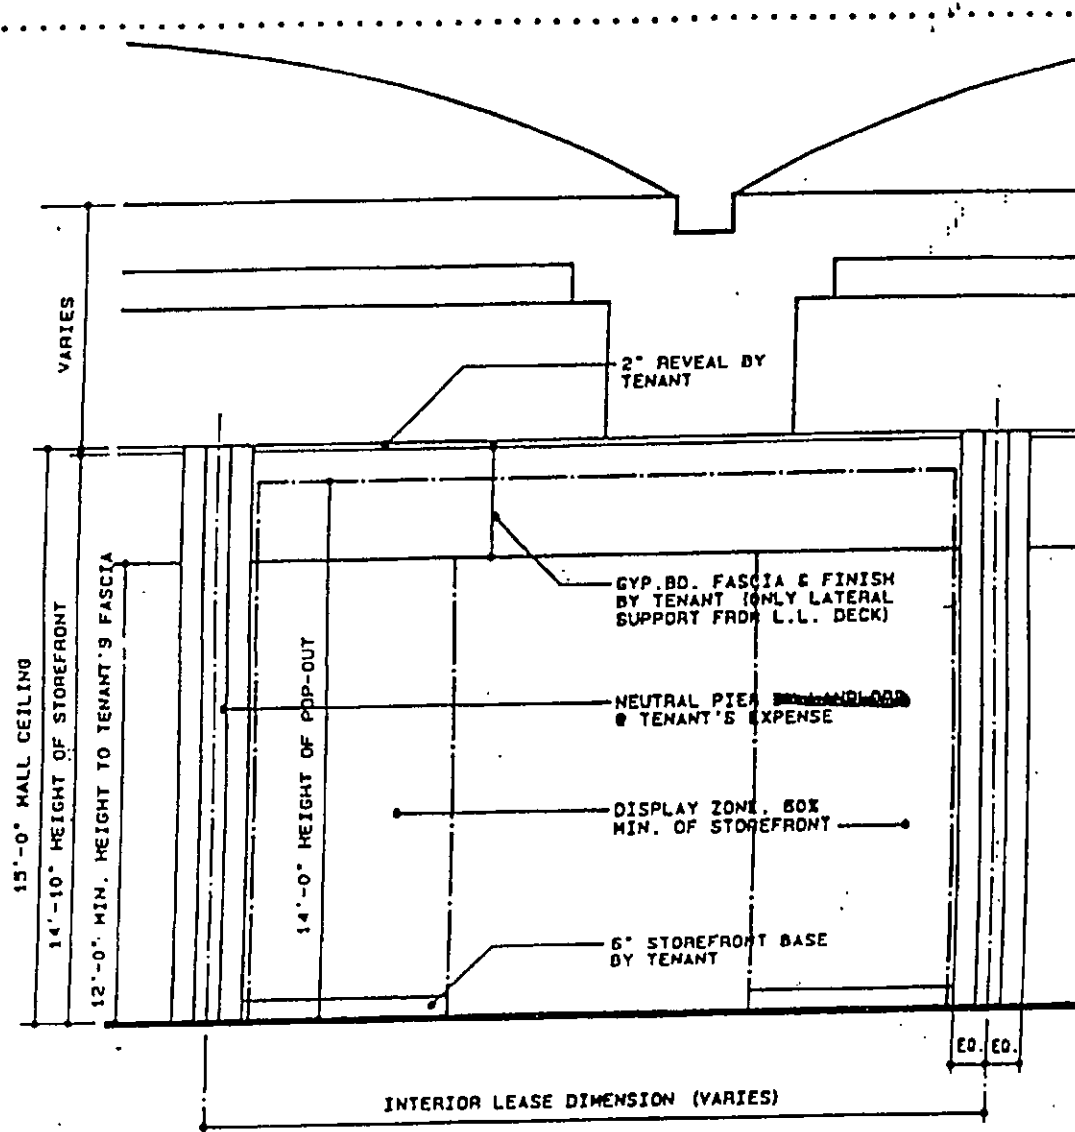 VARIES
2" REVEAL BY
TENANT
15'-0" MALL CEILING
14'-10" HEIGHT OF STOREFRONT
12'-0" MIN. HEIGHT TO TENANT'S FASCIA
14'-0" HEIGHT OF POP-OUT
GYP.BD. FASCIA & FINISH
BY TENANT (ONLY LATERAL
SUPPORT FROM L.L. DECK)
NEUTRAL PIER
@ TENANT'S EXPENSE
DISPLAY ZONE. 60%
MIN. OF STOREFRONT
6" STOREFRONT BASE
BY TENANT
EQ. EQ.
INTERIOR LEASE DIMENSION (VARIES)